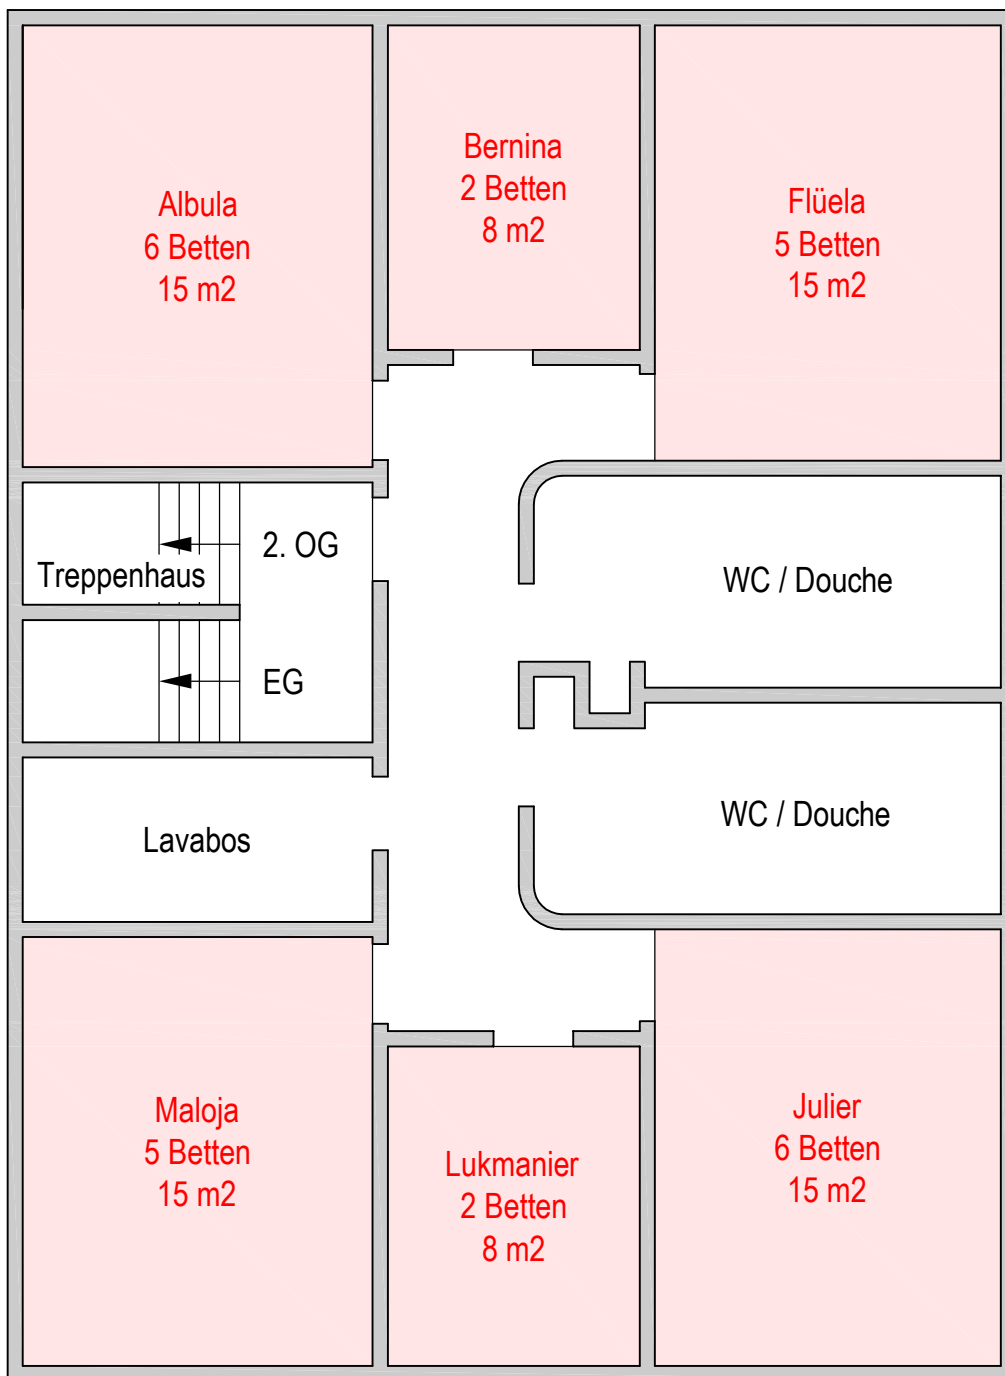 Albula
6 Betten
15 m2
Bernina
2 Betten
8 m2
Flüela
5 Betten
15 m2
2. OG
Treppenhaus
EG
WC / Douche
WC / Douche
Lavabos
Maloja
5 Betten
15 m2
Lukmanier
2 Betten
8 m2
Julier
6 Betten
15 m2